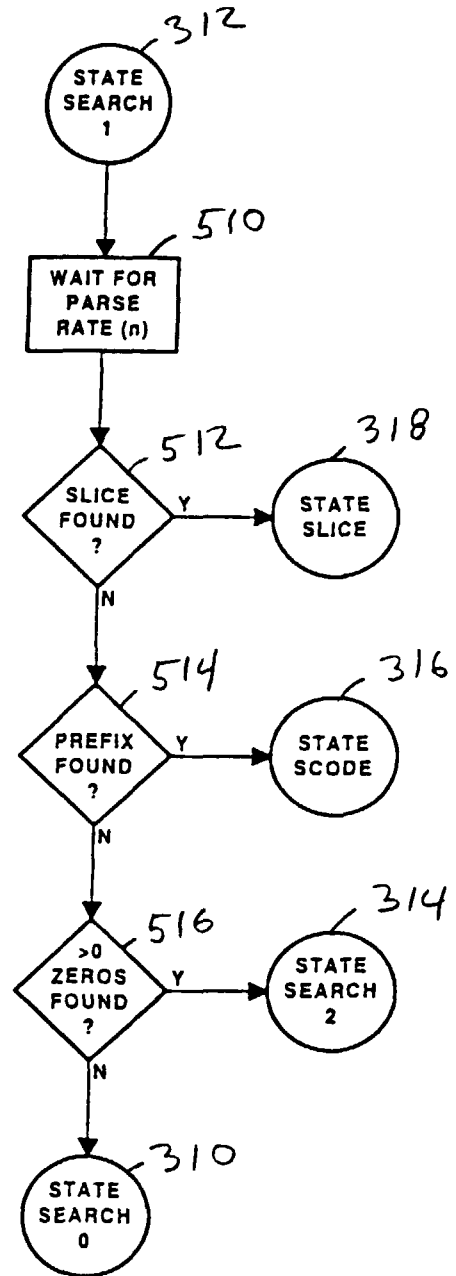 312
STATE
SEARCH
1
510
WAIT FOR
PARSE
RATE (n)
512
318
SLICE
FOUND
?
Y
STATE
SLICE
N
514
316
PREFIX
FOUND
?
Y
STATE
SCODE
N
516
314
>0
ZEROS
FOUND
?
Y
STATE
SEARCH
2
N
310
STATE
SEARCH
0